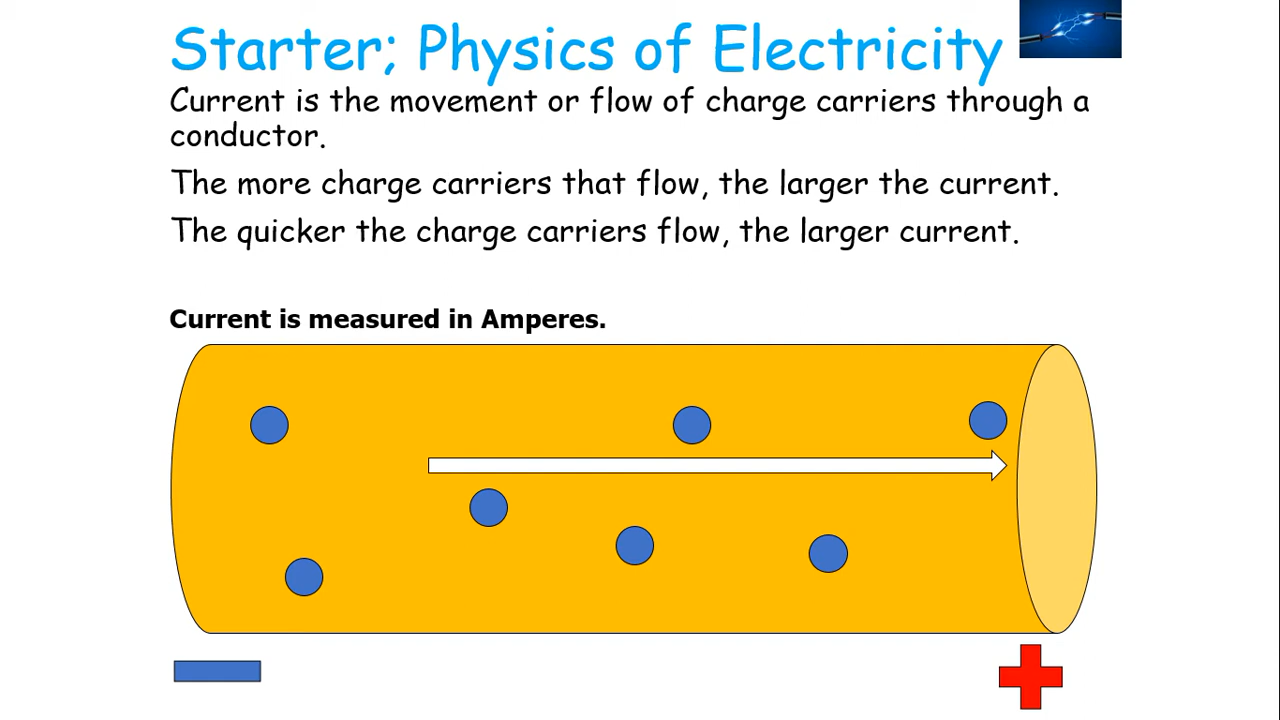 Starter; Physics of Electricity
Current is the movement or flow of charge carriers through a
conductor.
The more charge carriers that flow, the larger the current.
The quicker the charge carriers flow, the larger current.
Current is measured in Amperes.